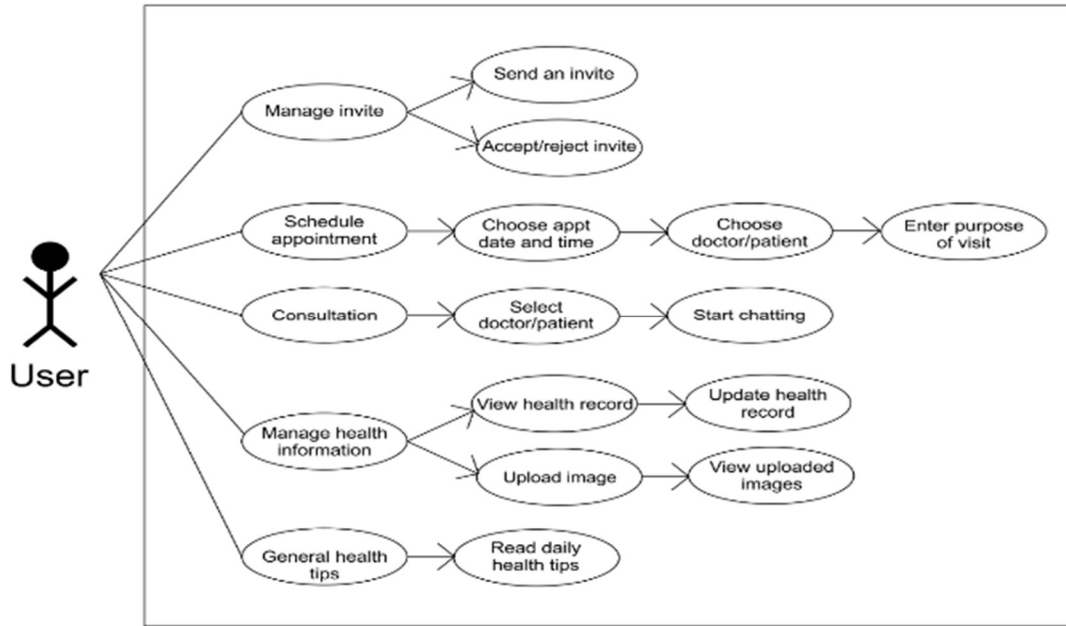 Send an invite
Manage invite
Accept/reject invite
Schedule
appointment
Choose appt
date and time
Choose
doctor/patient
Enter purpose
of visit
Consultation
Select
doctor/patient
Start chatting
User
View health record
Update health
record
Manage health
information
Upload image
View uploaded
images
General health
tips
Read daily
health tips